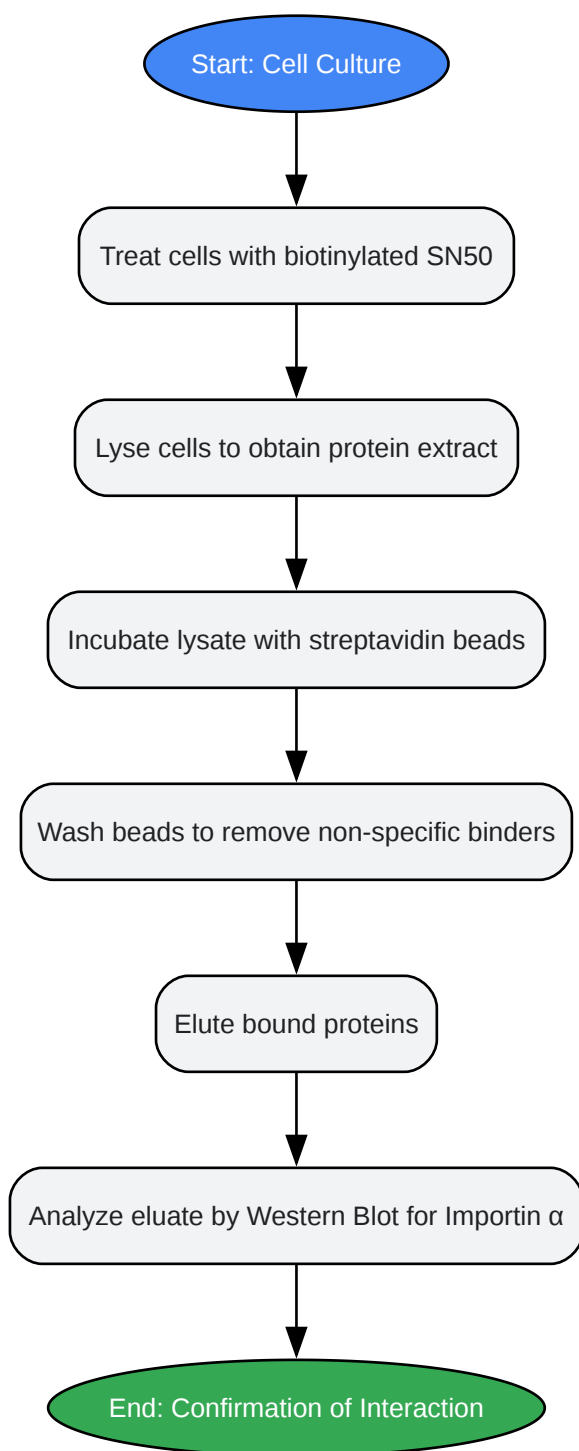 Start: Cell Culture
Treat cells with biotinylated SN50
Lyse cells to obtain protein extract
Incubate lysate with streptavidin beads
Wash beads to remove non-specific binders
Elute bound proteins
Analyze eluate by Western Blot for Importin α
End: Confirmation of Interaction